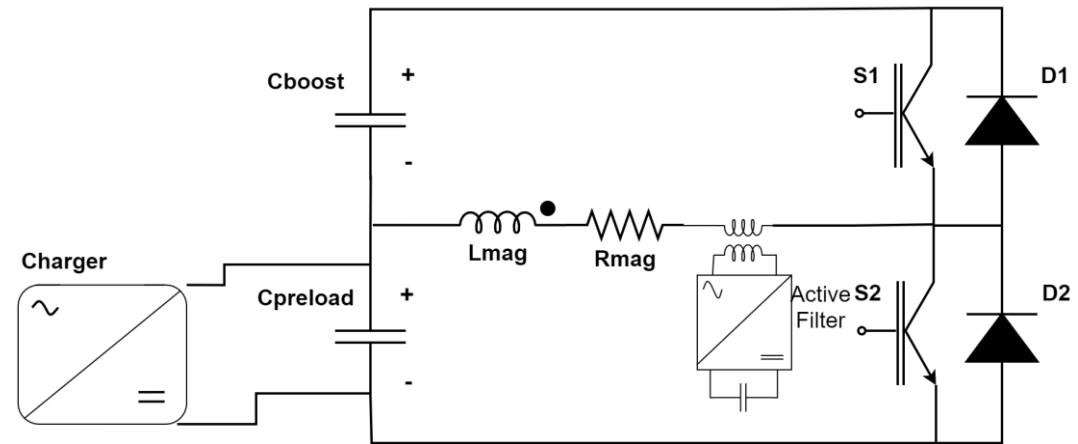 Cboost
+
-
S1
D1
Lmag
Rmag
Charger
Cpreload
+
-
Active
Filter
S2
D2